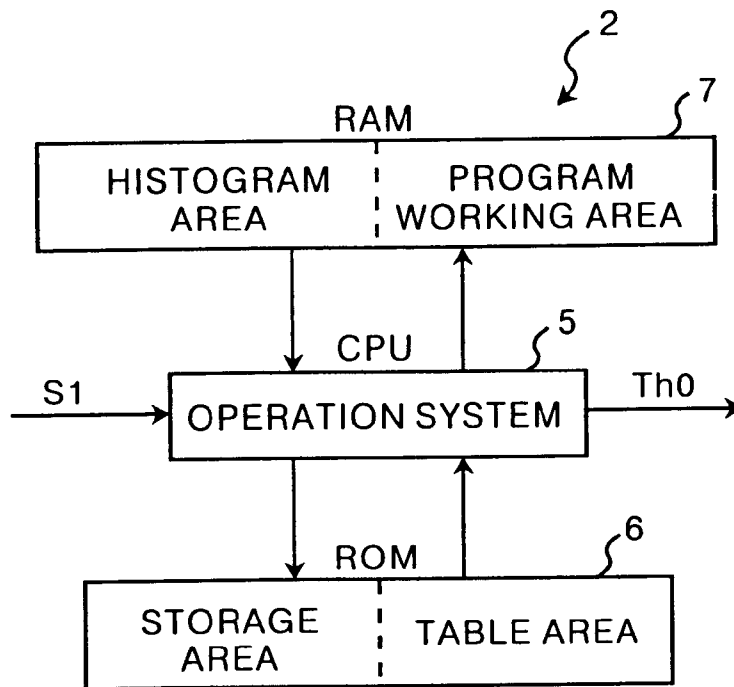 2
7
RAM
HISTOGRAM AREA
PROGRAM WORKING AREA
5
CPU
S1
OPERATION SYSTEM
Th0
6
ROM
STORAGE AREA
TABLE AREA